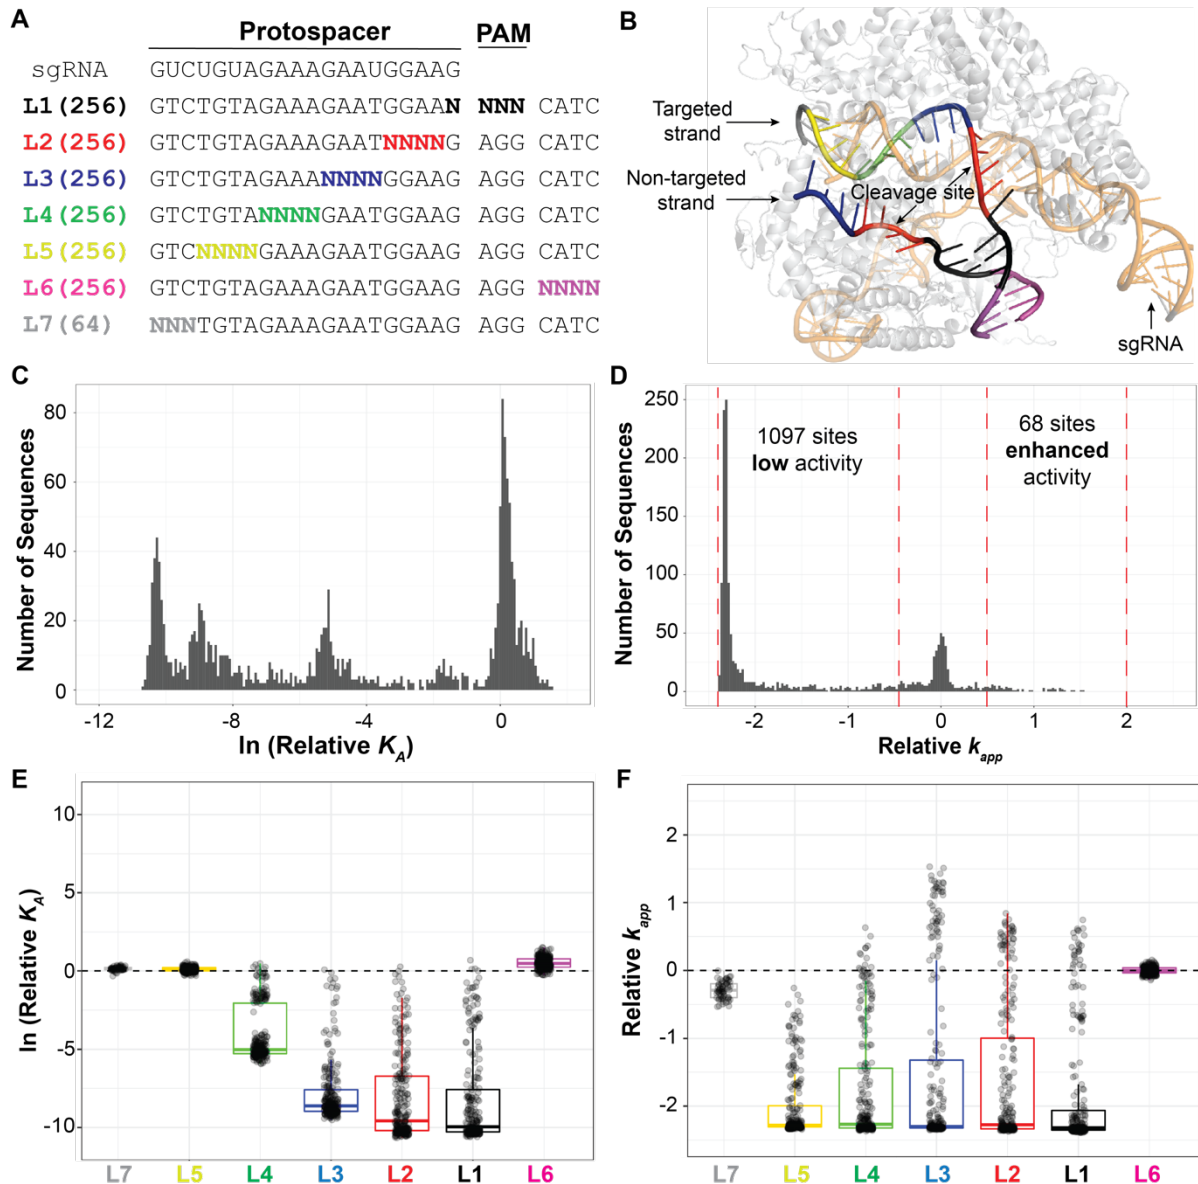 A
Protospacer PAM
sgRNA GUCUGUAGAAAGAAUGGAAG
L1(256) GTCTGTAGAAAGAATGGAAN NNN CATC
L2(256) GTCTGTAGAAAGAATNNNNG AGG CATC
L3(256) GTCTGTAGAAANNNNGGAAG AGG CATC
L4(256) GTCTGTANNNNGAATGGAAG AGG CATC
L5(256) GTCNNNNGAAAGAATGGAAG AGG CATC
L6(256) GTCTGTAGAAAGAATGGAAG AGG NNNN
L7(64) NNNTGTAGAAAGAATGGAAG AGG CATC
B
Targeted
strand
Non-targeted
strand
Cleavage site
sgRNA
C
Number of Sequences
80
60
40
20
0
-12 -8 -4 0
ln (Relative KA)
D
Number of Sequences
250
200
150
100
50
0
1097 sites
low activity
68 sites
enhanced
activity
-2 -1 0 1 2
Relative kapp
E
ln (Relative KA)
10
5
0
-5
-10
L7 L5 L4 L3 L2 L1 L6
F
Relative kapp
2
1
0
-1
-2
L7 L5 L4 L3 L2 L1 L6